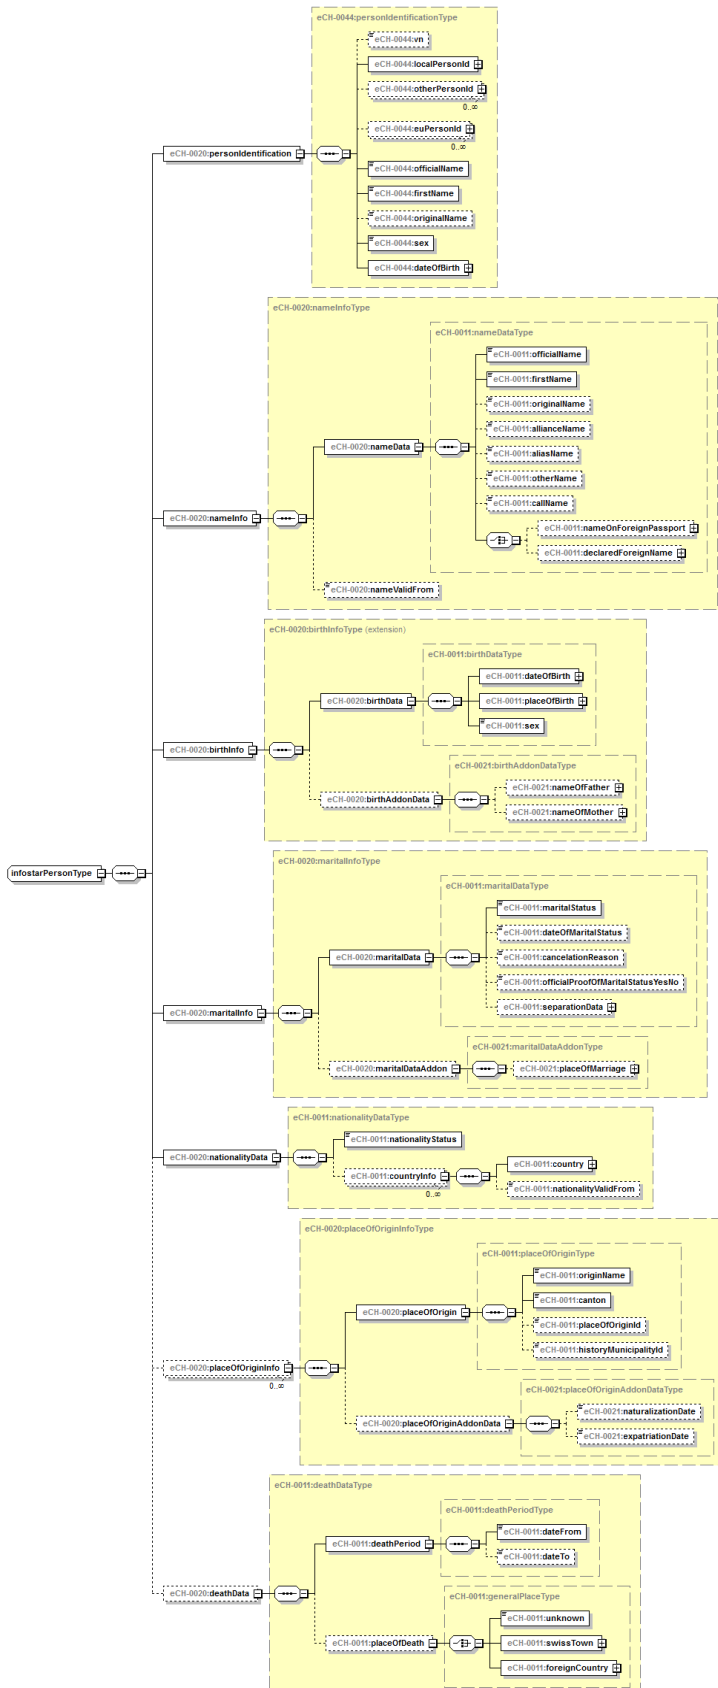 eCH-0044:personIdentificationType
eCH-0044:vn
eCH-0044:localPersonId
eCH-0044:otherPersonId
0..∞
eCH-0044:euPersonId
0..∞
eCH-0020:personIdentification
eCH-0044:officialName
eCH-0044:firstName
eCH-0044:originalName
eCH-0044:sex
eCH-0044:dateOfBirth
eCH-0020:nameInfoType
eCH-0011:nameDataType
eCH-0011:officialName
eCH-0011:firstName
eCH-0011:originalName
eCH-0011:allianceName
eCH-0020:nameData
eCH-0011:aliasName
eCH-0011:otherName
eCH-0011:callName
eCH-0020:nameInfo
eCH-0011:nameOnForeignPassport
eCH-0011:declaredForeignName
eCH-0020:nameValidFrom
eCH-0020:birthInfoType (extension)
eCH-0011:birthDataType
eCH-0011:dateOfBirth
eCH-0020:birthData
eCH-0011:placeOfBirth
eCH-0011:sex
eCH-0020:birthInfo
eCH-0021:birthAddonDataType
eCH-0021:nameOfFather
eCH-0020:birthAddonData
eCH-0021:nameOfMother
eCH-0020:maritalInfoType
infostarPersonType
eCH-0011:maritalDataType
eCH-0011:maritalStatus
eCH-0011:dateOfMaritalStatus
eCH-0020:maritalData
eCH-0011:cancelationReason
eCH-0011:officialProofOfMaritalStatusYesNo
eCH-0011:separationData
eCH-0020:maritalInfo
eCH-0021:maritalDataAddonType
eCH-0020:maritalDataAddon
eCH-0021:placeOfMarriage
eCH-0011:nationalityDataType
eCH-0011:nationalityStatus
eCH-0020:nationalityData
eCH-0011:country
eCH-0011:countryInfo
0..∞
eCH-0011:nationalityValidFrom
eCH-0020:placeOfOriginInfoType
eCH-0011:placeOfOriginType
eCH-0011:originName
eCH-0011:canton
eCH-0020:placeOfOrigin
eCH-0011:placeOfOriginId
eCH-0011:historyMunicipalityId
eCH-0020:placeOfOriginInfo
0..∞
eCH-0021:placeOfOriginAddonDataType
eCH-0021:naturalizationDate
eCH-0020:placeOfOriginAddonData
eCH-0021:expatriationDate
eCH-0011:deathDataType
eCH-0011:deathPeriodType
eCH-0011:dateFrom
eCH-0011:deathPeriod
eCH-0011:dateTo
eCH-0020:deathData
eCH-0011:generalPlaceType
eCH-0011:unknown
eCH-0011:placeOfDeath
eCH-0011:swissTown
eCH-0011:foreignCountry